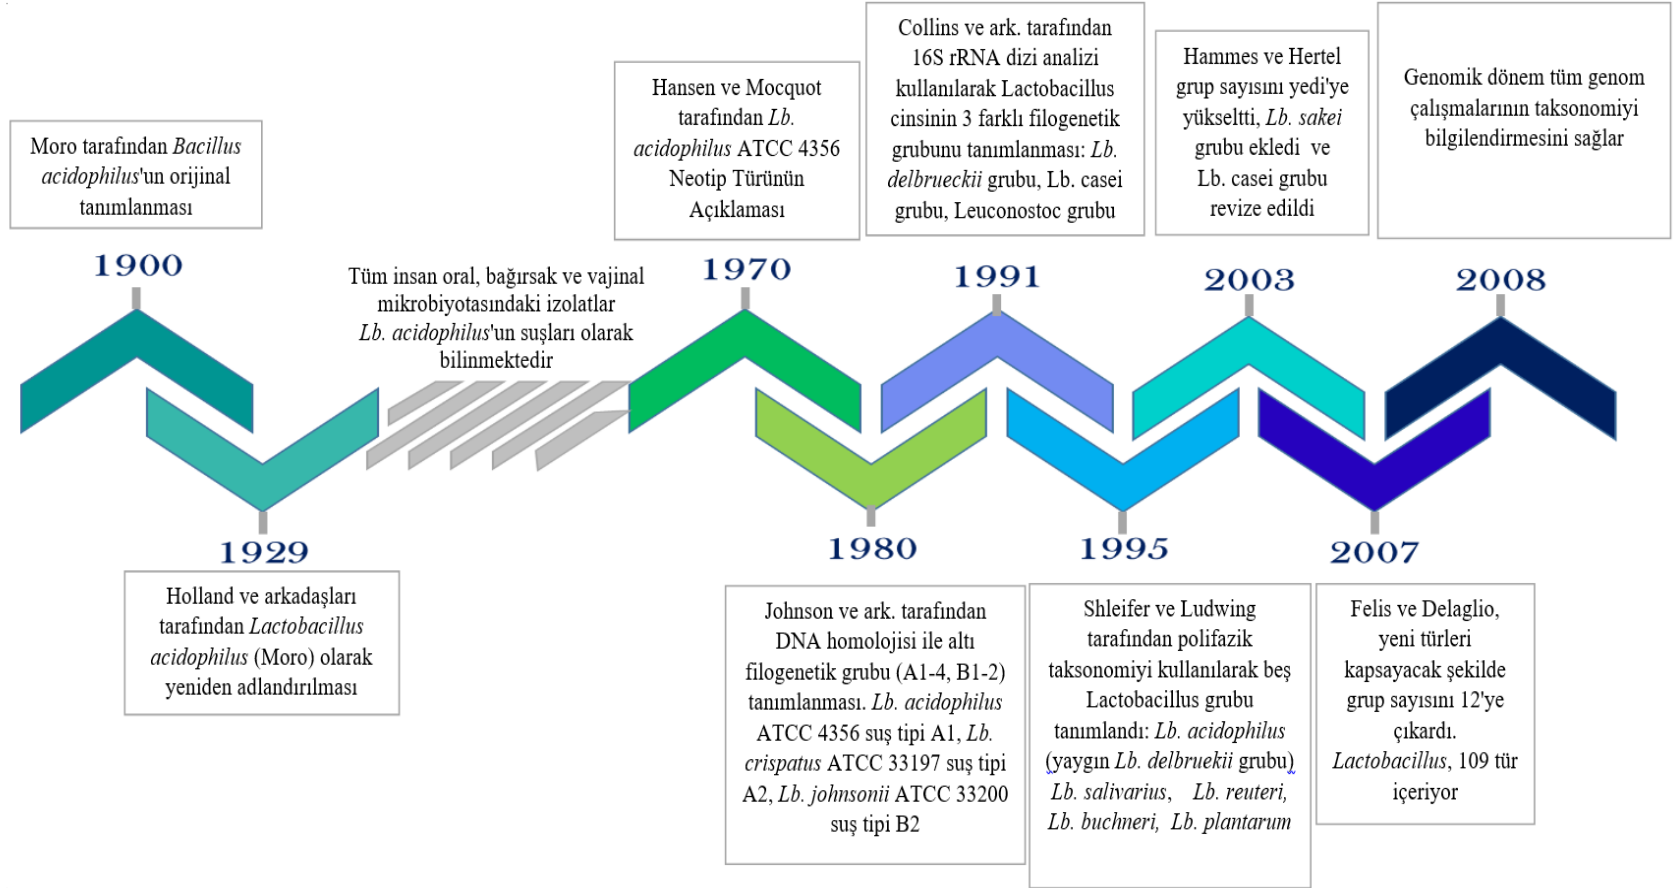 Moro tarafından Bacillus
acidophilus'un orijinal
tanımlanması
1900
1929
Holland ve arkadaşları
tarafından Lactobacillus
acidophilus (Moro) olarak
yeniden adlandırılması
Tüm insan oral, bağırsak ve vajinal
mikrobiyotasındaki izolatlar
Lb. acidophilus'un suşları olarak
bilinmektedir
Hansen ve Mocquot
tarafından Lb.
acidophilus ATCC 4356
Neotip Türünün
Açıklaması
1970
1980
Johnson ve ark. tarafından
DNA homolojisi ile altı
filogenetik grubu (A1-4, B1-2)
tanımlanması. Lb. acidophilus
ATCC 4356 suş tipi A1, Lb.
crispatus ATCC 33197 suş tipi
A2, Lb. johnsonii ATCC 33200
suş tipi B2
Collins ve ark. tarafından
16S rRNA dizi analizi
kullanılarak Lactobacillus
cinsinin 3 farklı filogenetik
grubunu tanımlanması: Lb.
delbrueckii grubu, Lb. casei
grubu, Leuconostoc grubu
1991
1995
Shleifer ve Ludwing
tarafından polifazik
taksonomiyi kullanılarak beş
Lactobacillus grubu
tanımlandı: Lb. acidophilus
(yaygın Lb. delbruekii grubu)
Lb. salivarius, Lb. reuteri,
Lb. buchneri, Lb. plantarum
Hammes ve Hertel
grup sayısını yedi'ye
yükseltti, Lb. sakei
grubu ekledi ve
Lb. casei grubu
revize edildi
2003
2007
Felis ve Delaglio,
yeni türleri
kapsayacak şekilde
grup sayısını 12'ye
çıkardı.
Lactobacillus, 109 tür
içeriyor
Genomik dönem tüm genom
çalışmalarının taksonomiyi
bilgilendirmesini sağlar
2008